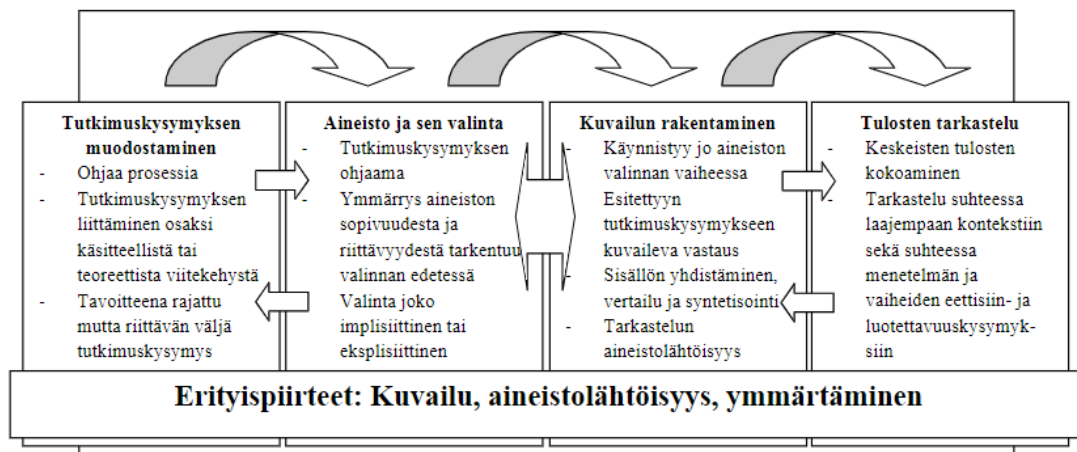 Tutkimuskysymyksen
muodostaminen
- Ohjaa prosessia
- Tutkimuskysymyksen
liittäminen osaksi
käsitteellistä tai
teoreettista viitekehystä
- Tavoitteena rajattu
mutta riittävän väljä
tutkimuskysymys
Aineisto ja sen valinta
- Tutkimuskysymyksen
ohjaama
- Ymmärrys aineiston
sopivuudesta ja
riittävyydestä tarkentuu
valinnan edetessä
- Valinta joko
implisiittinen tai
eksplisiittinen
Kuvailun rakentaminen
- Käynnistyy jo aineiston
valinnan vaiheessa
- Esitettyyn
tutkimuskysymykseen
kuvaileva vastaus
- Sisällön yhdistäminen,
vertailu ja syntetisointi
- Tarkastelun
aineistolähtöisyys
Tulosten tarkastelu
- Keskeisten tulosten
kokoaminen
- Tarkastelu suhteessa
laajempaan kontekstiin
sekä suhteessa
menetelmän ja
vaiheiden eettisiin- ja
luotettavuuskysymyk-
siin
Erityispiirteet: Kuvailu, aineistolähtöisyys, ymmärtäminen